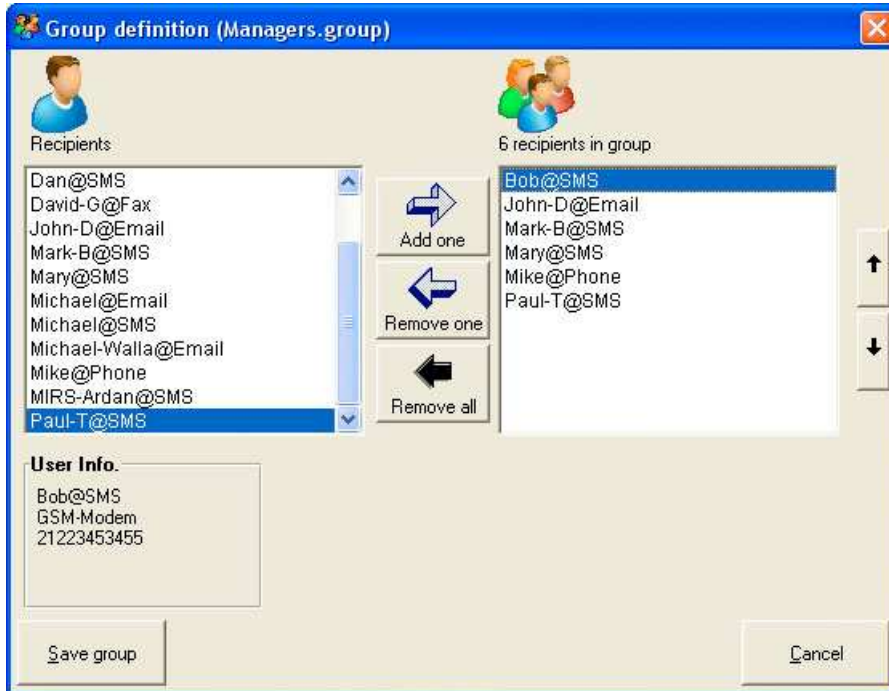 Group definition (Managers.group)
Recipients
6 recipients in group
Dan@SMS
David-G@Fax
John-D@Email
Mark-B@SMS
Mary@SMS
Michael@Email
Michael@SMS
Michael-Walla@Email
Mike@Phone
MIRS-Ardan@SMS
Paul-T@SMS
Add one
Remove one
Remove all
Bob@SMS
John-D@Email
Mark-B@SMS
Mary@SMS
Mike@Phone
Paul-T@SMS
User Info.
Bob@SMS
GSM-Modem
21223453455
Save group
Cancel